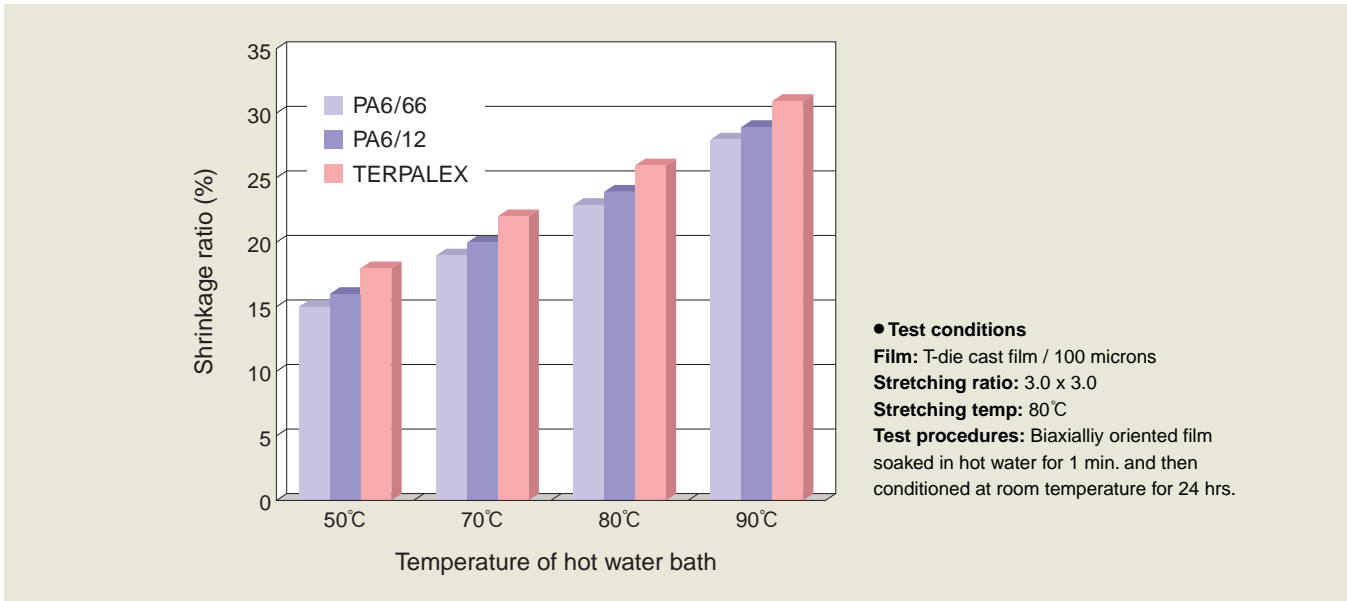 35
30
25
20
15
10
5
0
Shrinkage ratio (%)
PA6/66
PA6/12
TERPALEX
50℃ 70℃ 80℃ 90℃
Temperature of hot water bath
● Test conditions
Film: T-die cast film / 100 microns
Stretching ratio: 3.0 x 3.0
Stretching temp: 80℃
Test procedures: Biaxialliy oriented film
soaked in hot water for 1 min. and then
conditioned at room temperature for 24 hrs.